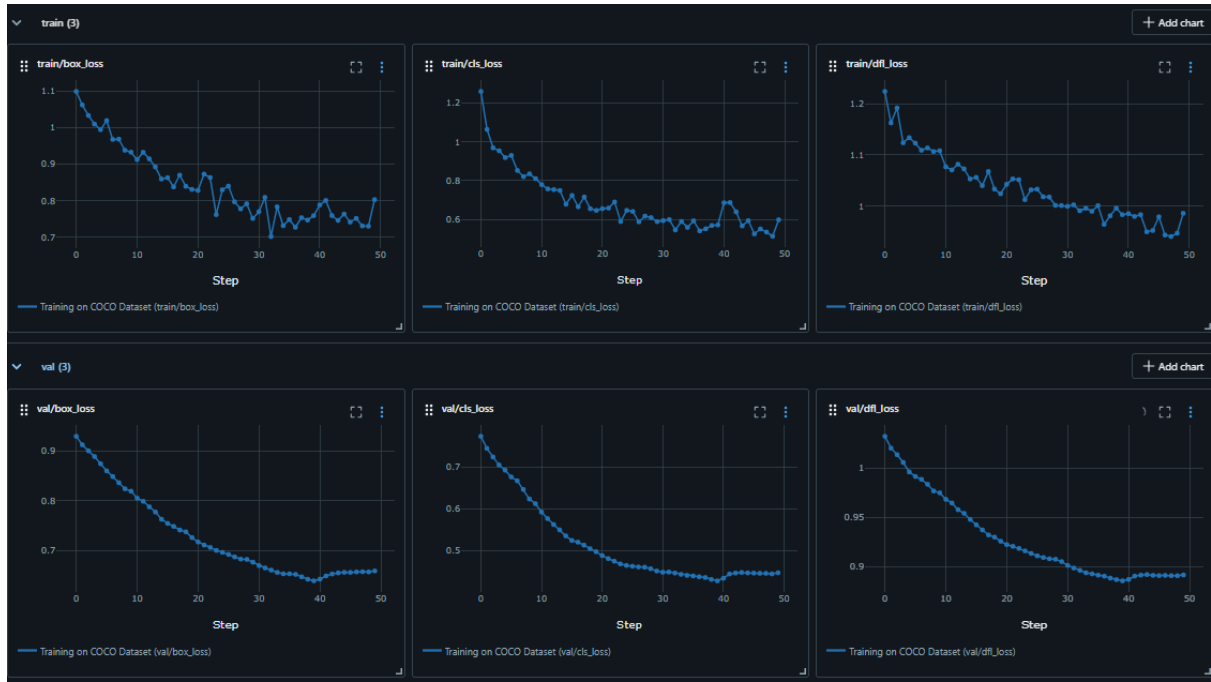 train (3)
Add chart
train/box_loss
train/cls_loss
train/dfl_loss
1.1
1
0.9
0.8
0.7
0 10 20 30 40 50
Step
Training on COCO Dataset (train/box_loss)
1.2
1
0.8
0.6
0 10 20 30 40 50
Step
Training on COCO Dataset (train/cls_loss)
1.2
1.1
1
0 10 20 30 40 50
Step
Training on COCO Dataset (train/dfl_loss)
val (3)
Add chart
val/box_loss
val/cls_loss
val/dfl_loss
0.9
0.8
0.7
0 10 20 30 40 50
Step
Training on COCO Dataset (val/box_loss)
0.7
0.6
0.5
0 10 20 30 40 50
Step
Training on COCO Dataset (val/cls_loss)
1
0.95
0.9
0 10 20 30 40 50
Step
Training on COCO Dataset (val/dfl_loss)